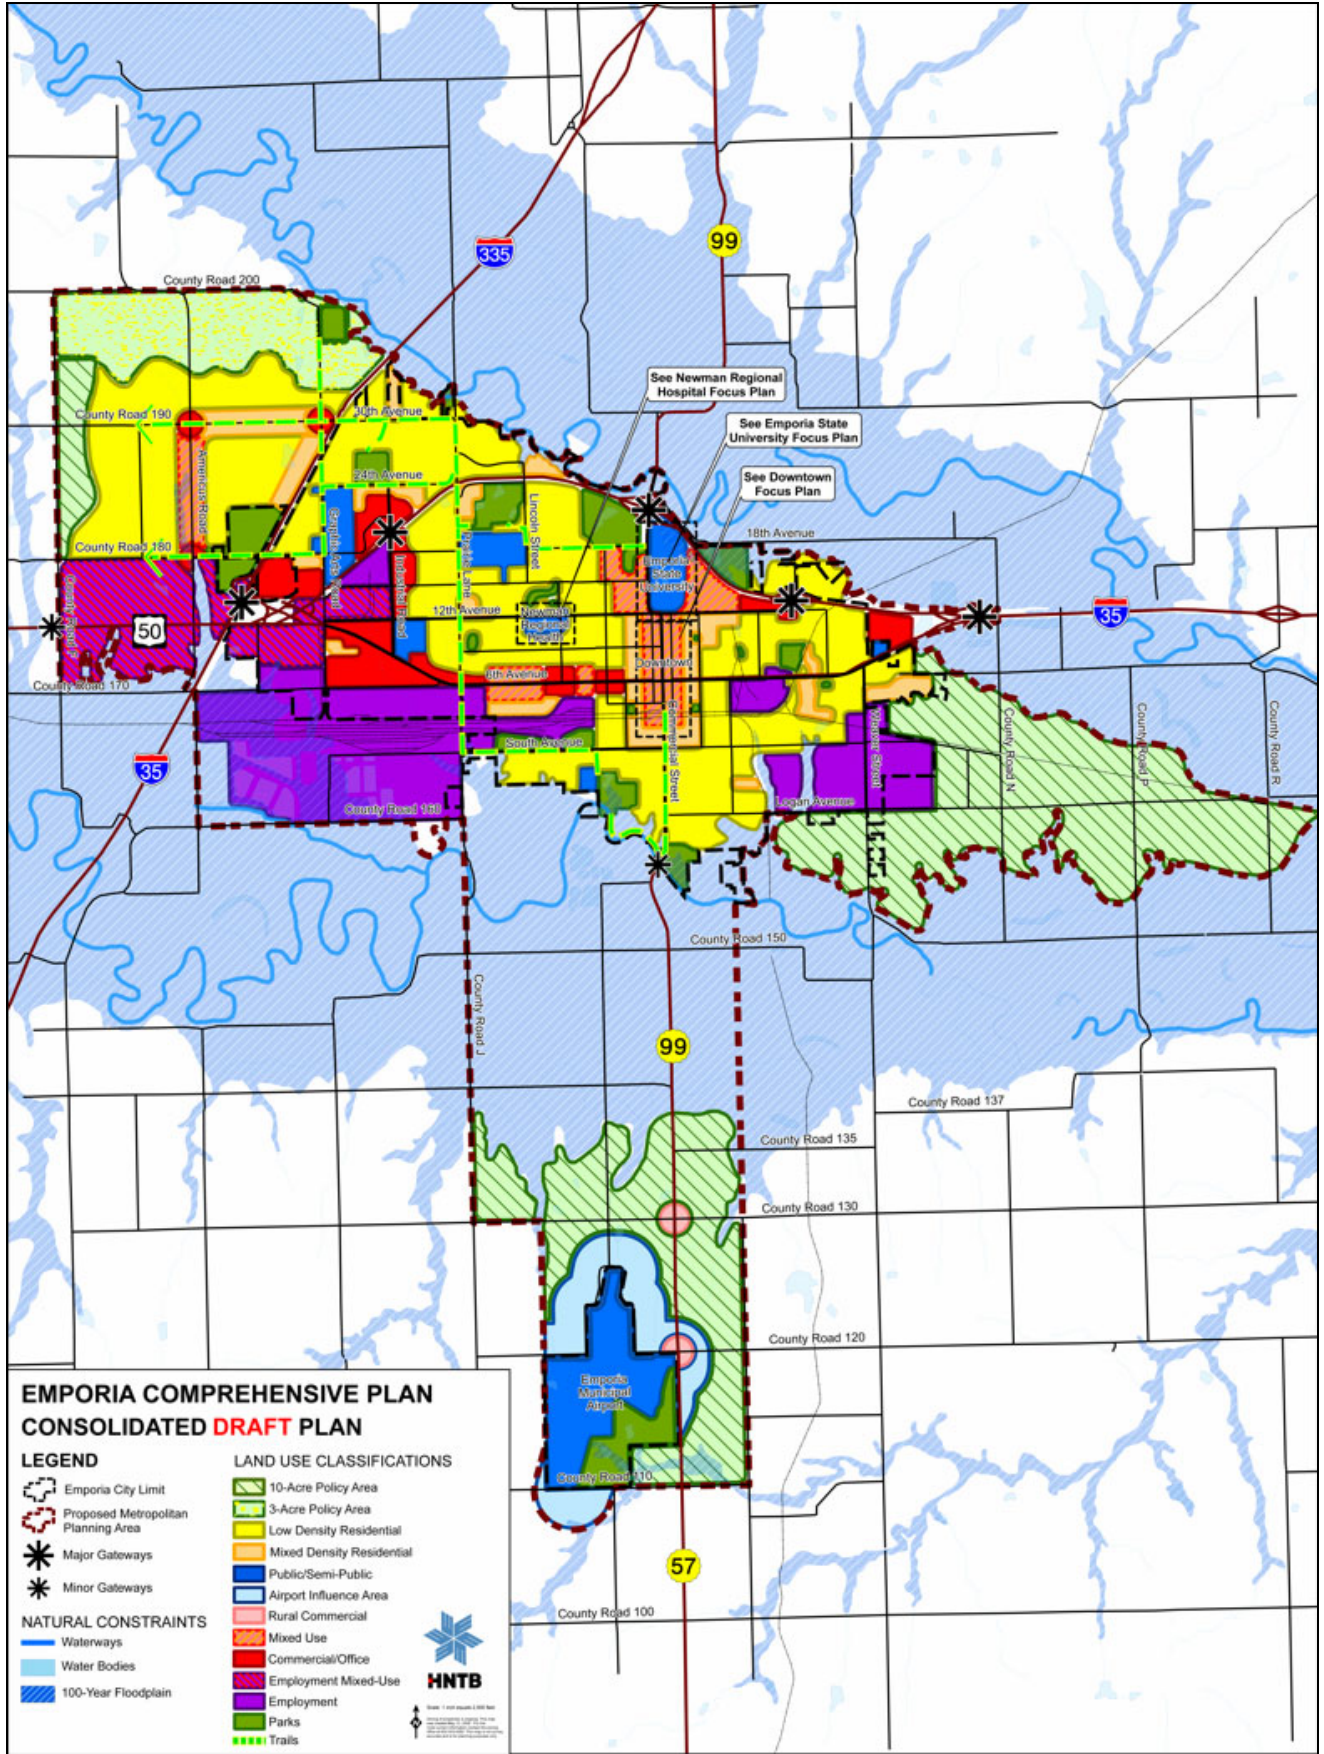 335
99
County Road 200
See Newman Regional
Hospital Focus Plan
County Road 190
30th Avenue
See Emporia State
University Focus Plan
24th Avenue
See Downtown
Focus Plan
Americus Road
Lincoln Street
18th Avenue
County Road 180
Graphic Arts Road
Industrial Road
Prairie Lane
Emporia
State
University
County Road F
50
12th Avenue
Newman
Regional
Health
35
Downtown
6th Avenue
County Road 170
Commercial Street
Weaver Street
County Road N
County Road P
County Road R
South Avenue
35
County Road 160
Logan Avenue
County Road 150
County Road J
99
County Road 137
County Road 135
County Road 130
County Road 120
Emporia
Municipal
Airport
County Road 110
57
County Road 100
EMPORIA COMPREHENSIVE PLAN
CONSOLIDATED DRAFT PLAN
LEGEND
Emporia City Limit
Proposed Metropolitan
Planning Area
Major Gateways
Minor Gateways
NATURAL CONSTRAINTS
Waterways
Water Bodies
100-Year Floodplain
LAND USE CLASSIFICATIONS
10-Acre Policy Area
3-Acre Policy Area
Low Density Residential
Mixed Density Residential
Public/Semi-Public
Airport Influence Area
Rural Commercial
Mixed Use
Commercial/Office
Employment Mixed-Use
Employment
Parks
Trails
HNTB
N